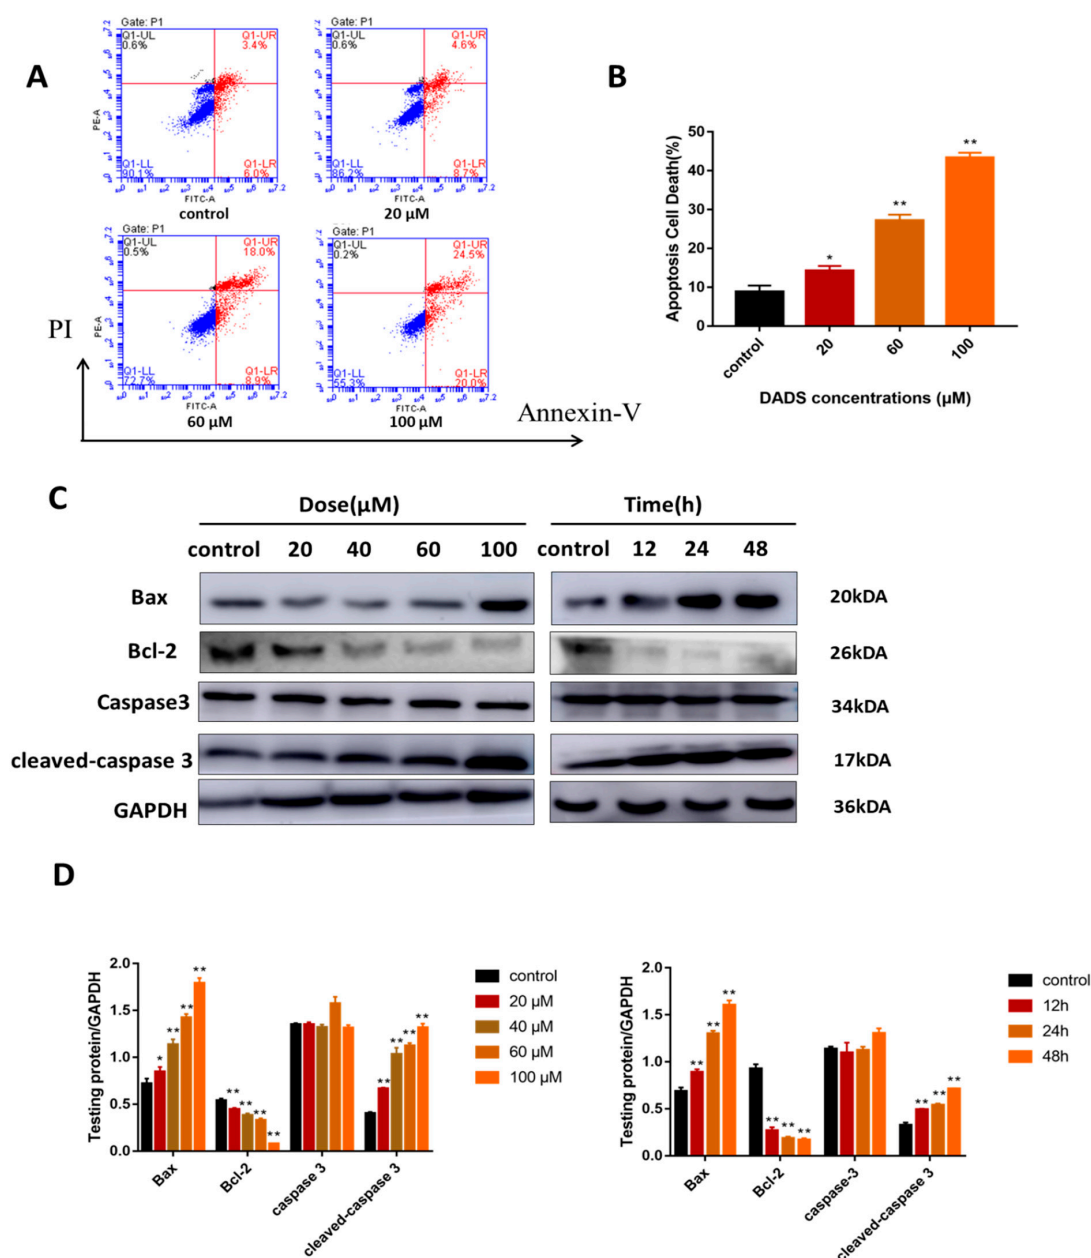 A
Gate: P1
Q1-UL
0.6%
Q1-UR
3.4%
Q1-LL
90.1%
Q1-LR
6.0%
PE-A
FITC-A
control
Gate: P1
Q1-UL
0.6%
Q1-UR
4.6%
Q1-LL
86.2%
Q1-LR
8.7%
FITC-A
20 µM
Gate: P1
Q1-UL
0.5%
Q1-UR
18.0%
Q1-LL
72.7%
Q1-LR
8.9%
PE-A
FITC-A
60 µM
Gate: P1
Q1-UL
0.2%
Q1-UR
24.5%
Q1-LL
55.3%
Q1-LR
20.0%
FITC-A
100 µM
PI
Annexin-V
B
Apoptosis Cell Death(%)
50
40
30
20
10
0
*
**
**
control
20
60
100
DADS concentrations (µM)
C
Dose(µM)
Time(h)
control 20 40 60 100
control 12 24 48
Bax
20kDA
Bcl-2
26kDA
Caspase3
34kDA
cleaved-caspase 3
17kDA
GAPDH
36kDA
D
Testing protein/GAPDH
2.0
1.5
1.0
0.5
0.0
* ** ** **
** ** ** **
** ** ** **
Bax
Bcl-2
caspase 3
cleaved-caspase 3
control
20 µM
40 µM
60 µM
100 µM
Testing protein/GAPDH
2.0
1.5
1.0
0.5
0.0
** ** **
** ** **
** ** **
Bax
Bcl-2
caspase-3
cleaved-caspase 3
control
12h
24h
48h